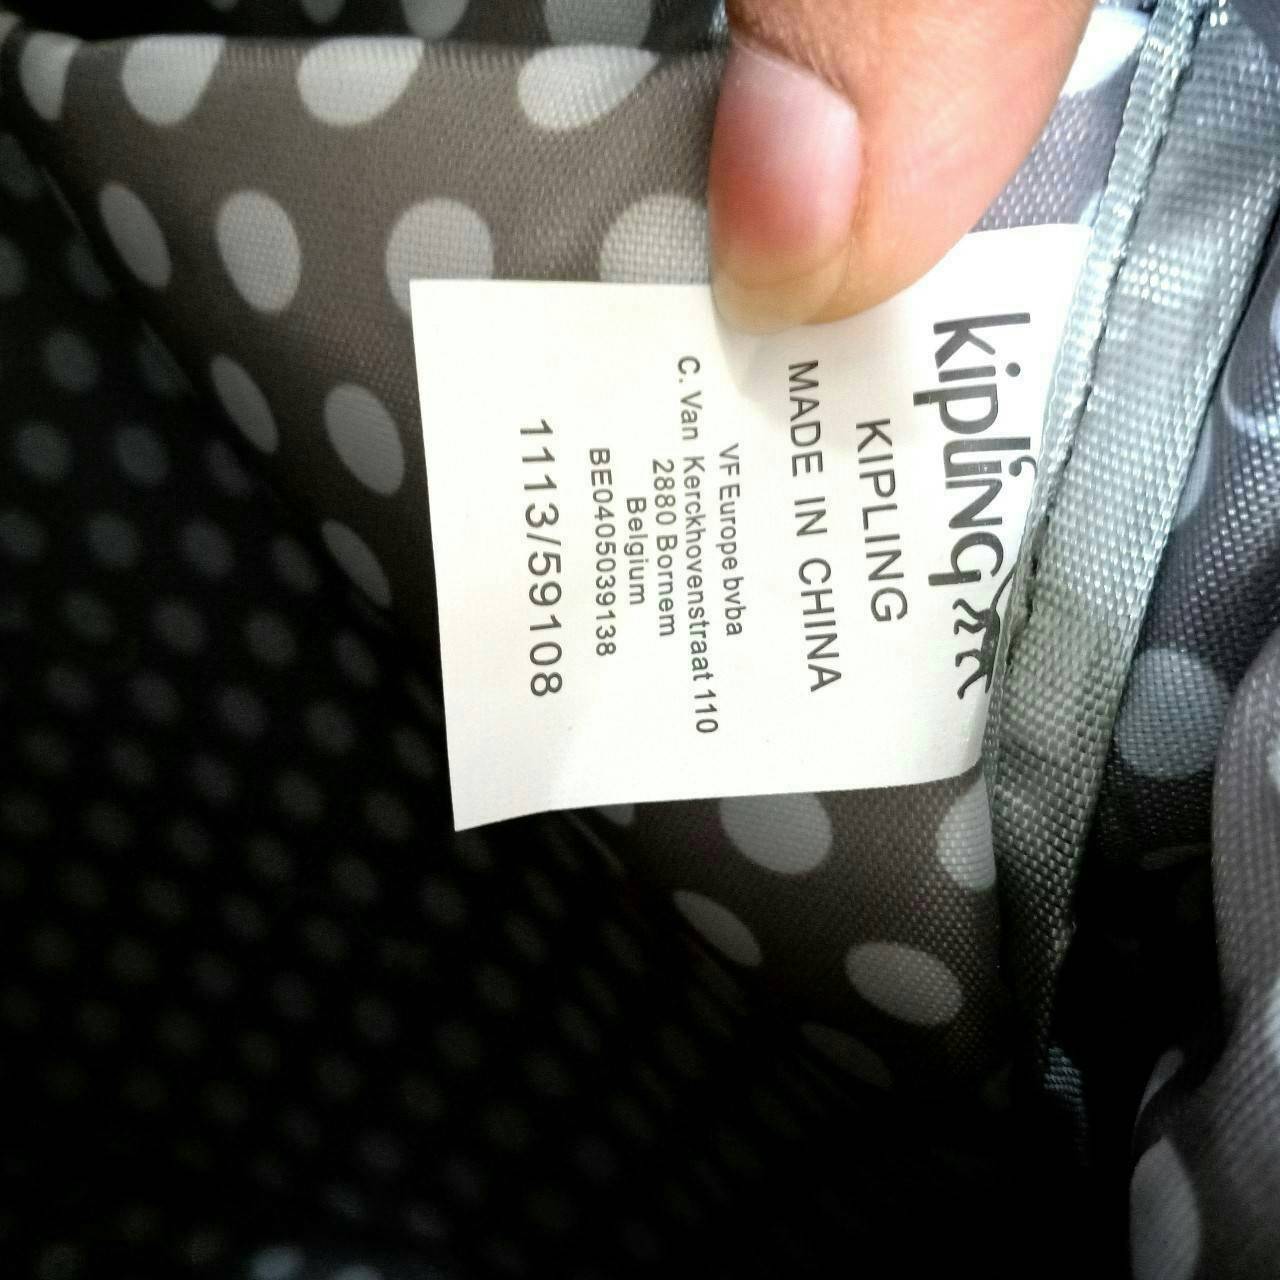 kipling
KIPLING
MADE IN CHINA
VF Europe bvba
C. Van Kerckhovenstraat 110
2880 Bornem
Belgium
BE0405039138
1113/59108